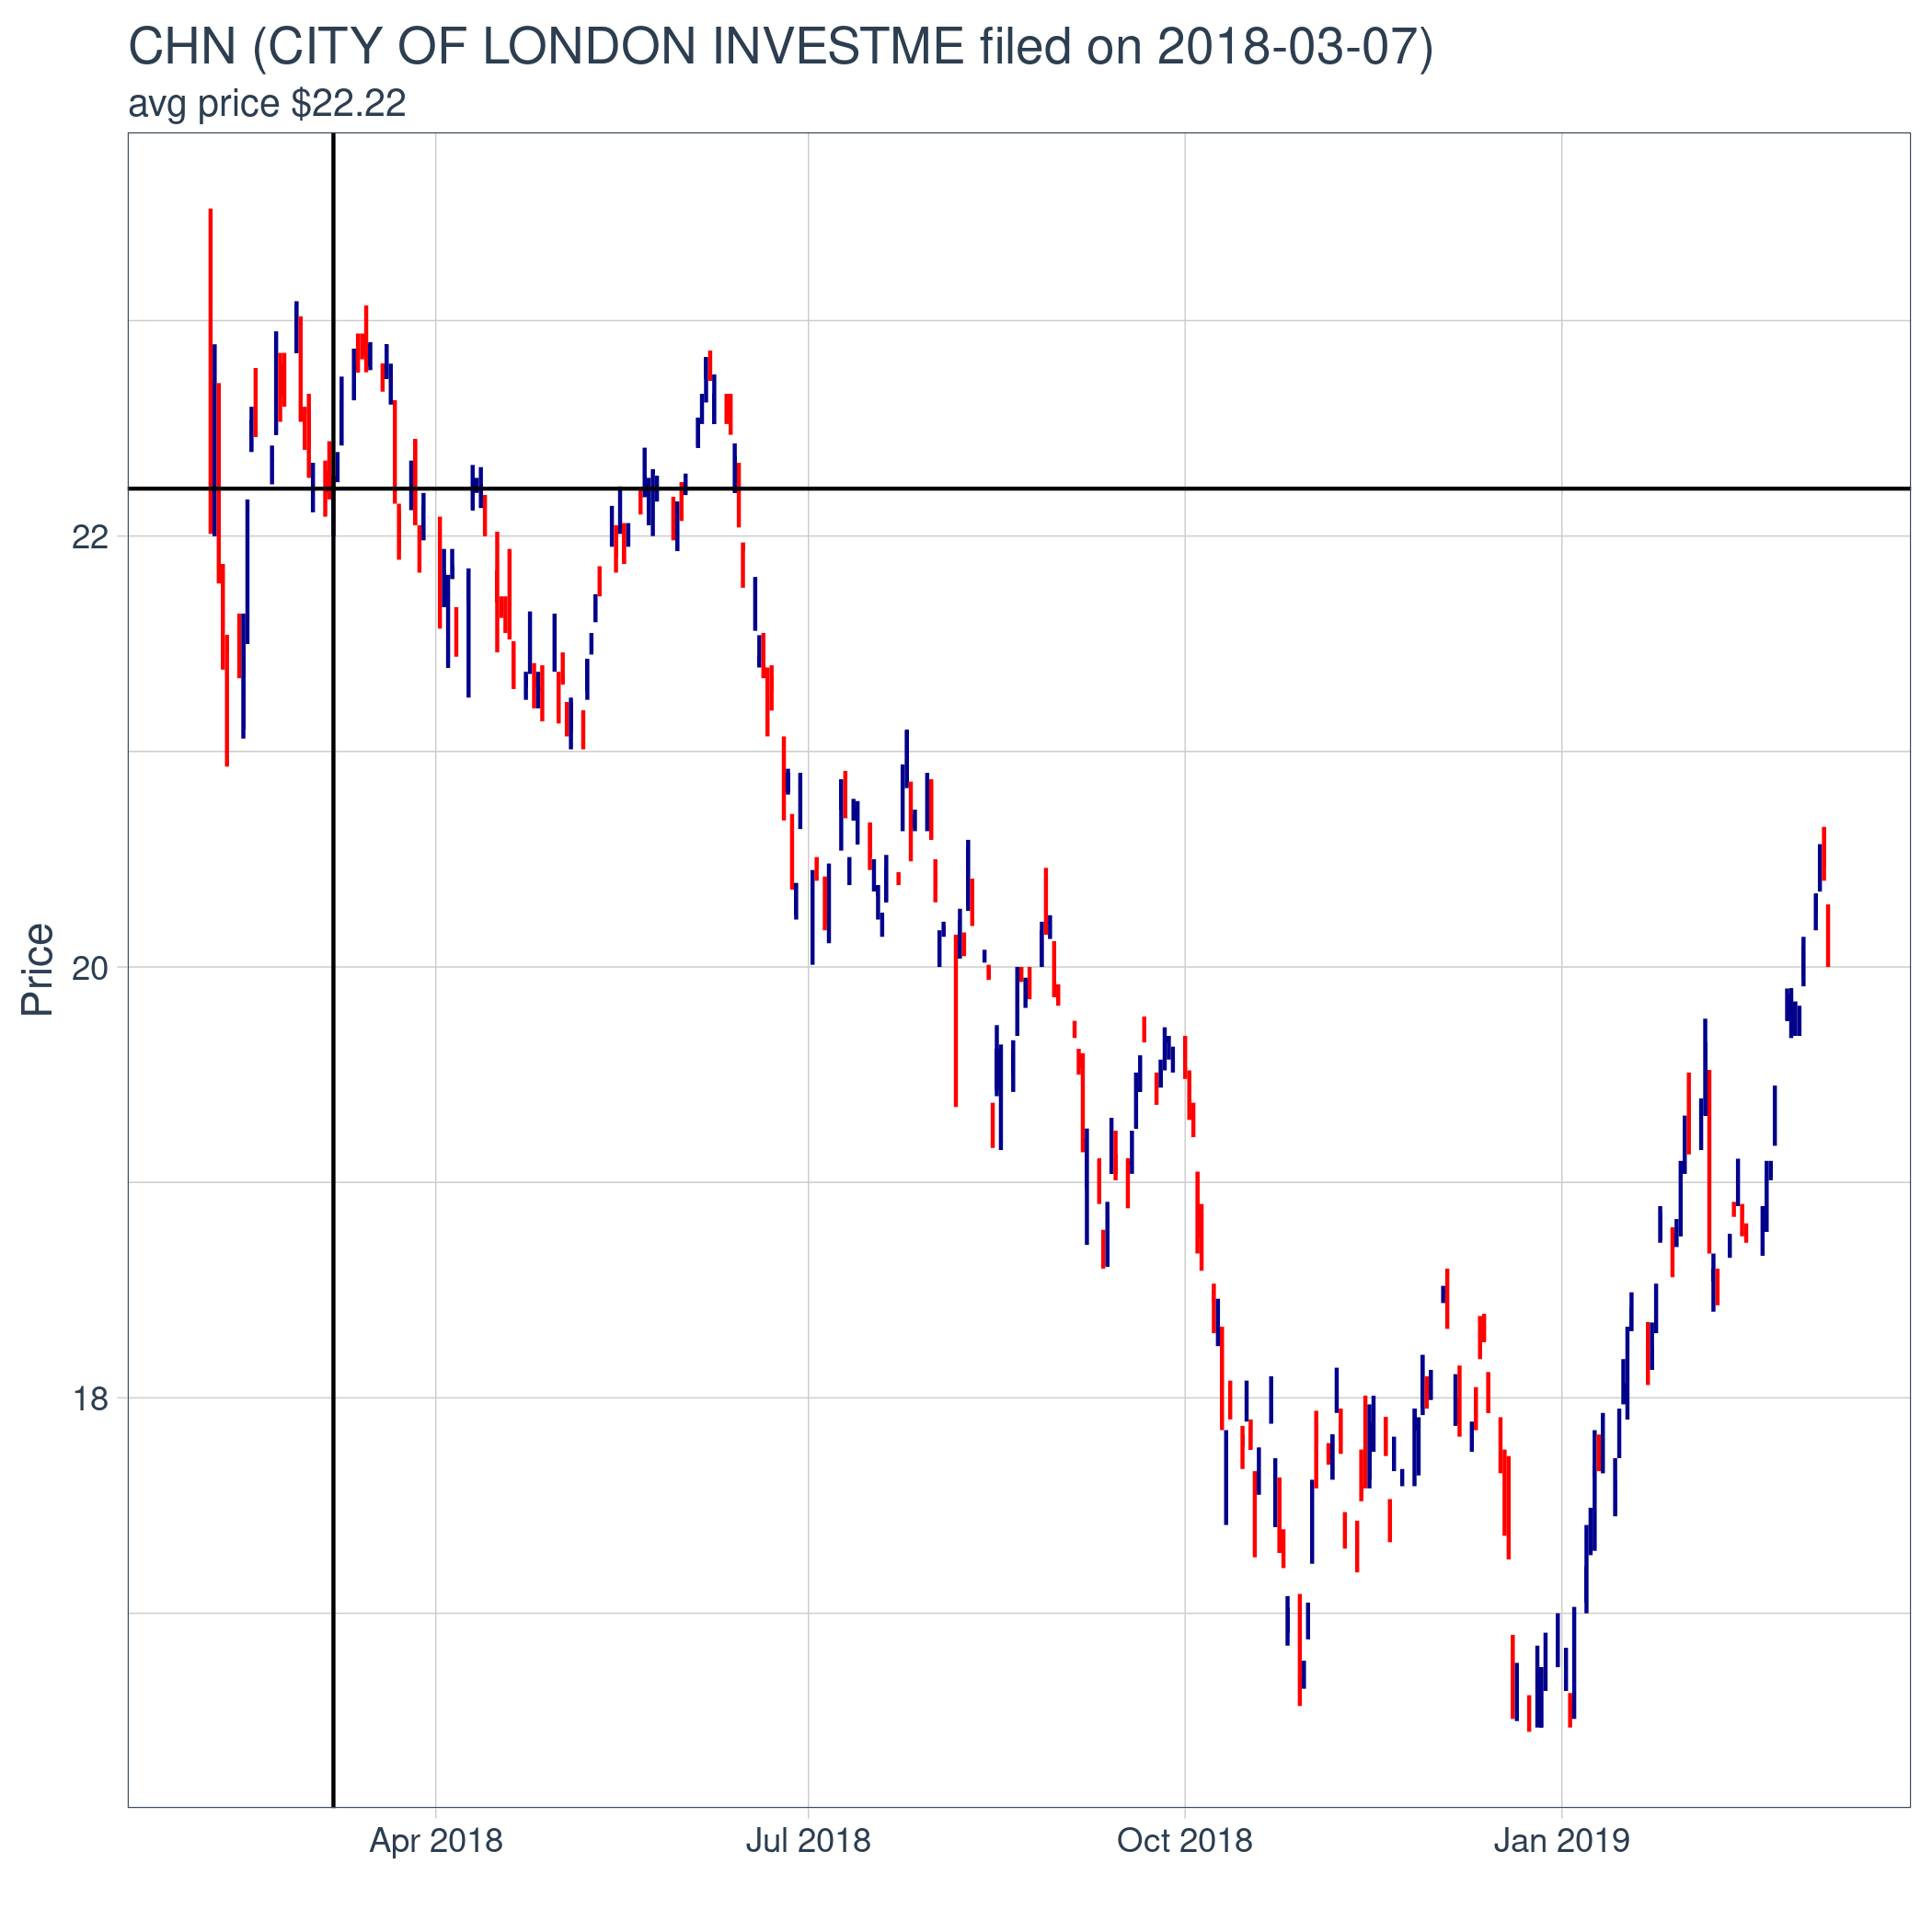 CHN (CITY OF LONDON INVESTME filed on 2018-03-07)
avg price $22.22
22
20
18
Price
Apr 2018
Jul 2018
Oct 2018
Jan 2019